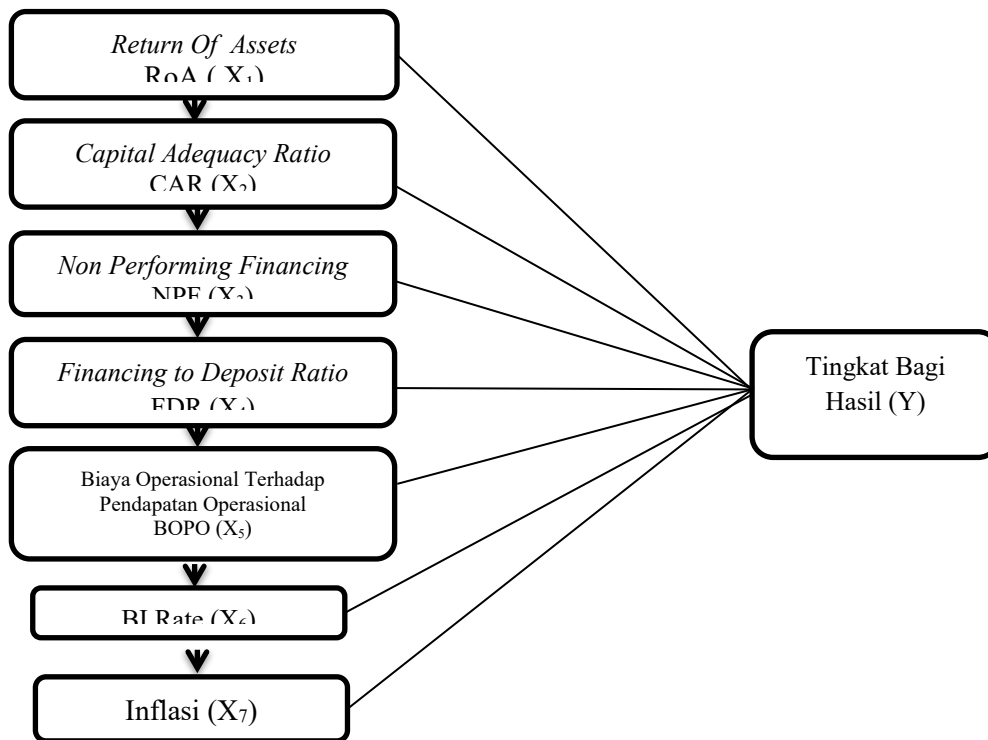 Return Of Assets
RoA ( X₁)
Capital Adequacy Ratio
CAR (X₂)
Non Performing Financing
NPF (X₃)
Financing to Deposit Ratio
FDR (X₄)
Biaya Operasional Terhadap
Pendapatan Operasional
BOPO (X₅)
BI Rate (X₆)
Inflasi (X₇)
Tingkat Bagi
Hasil (Y)